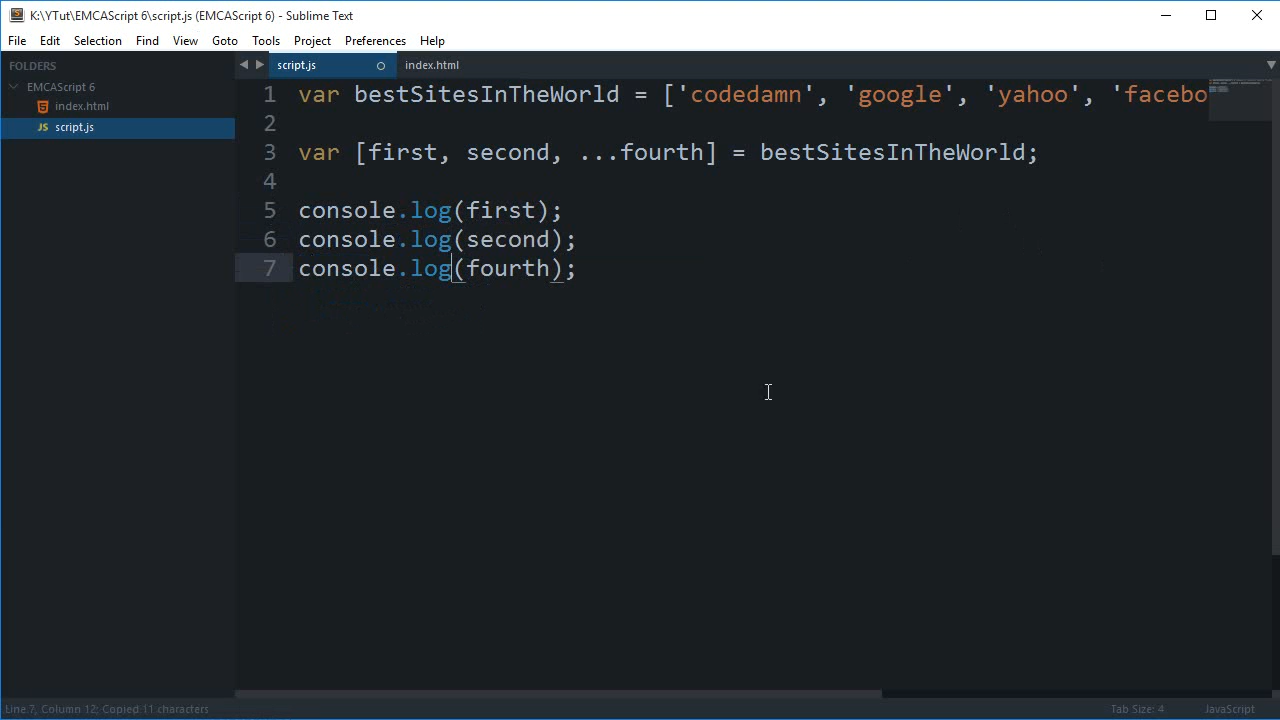 K:\YTut\EMCAScript 6\script.js (EMCAScript 6) - Sublime Text
File Edit Selection Find View Goto Tools Project Preferences Help
FOLDERS
EMCAScript 6
index.html
JS script.js
script.js index.html
1 var bestSitesInTheWorld = ['codedamn', 'google', 'yahoo', 'facebo
2
3 var [first, second, ...fourth] = bestSitesInTheWorld;
4
5 console.log(first);
6 console.log(second);
7 console.log(fourth);
Line 7, Column 12; Copied 11 characters Tab Size: 4 JavaScript